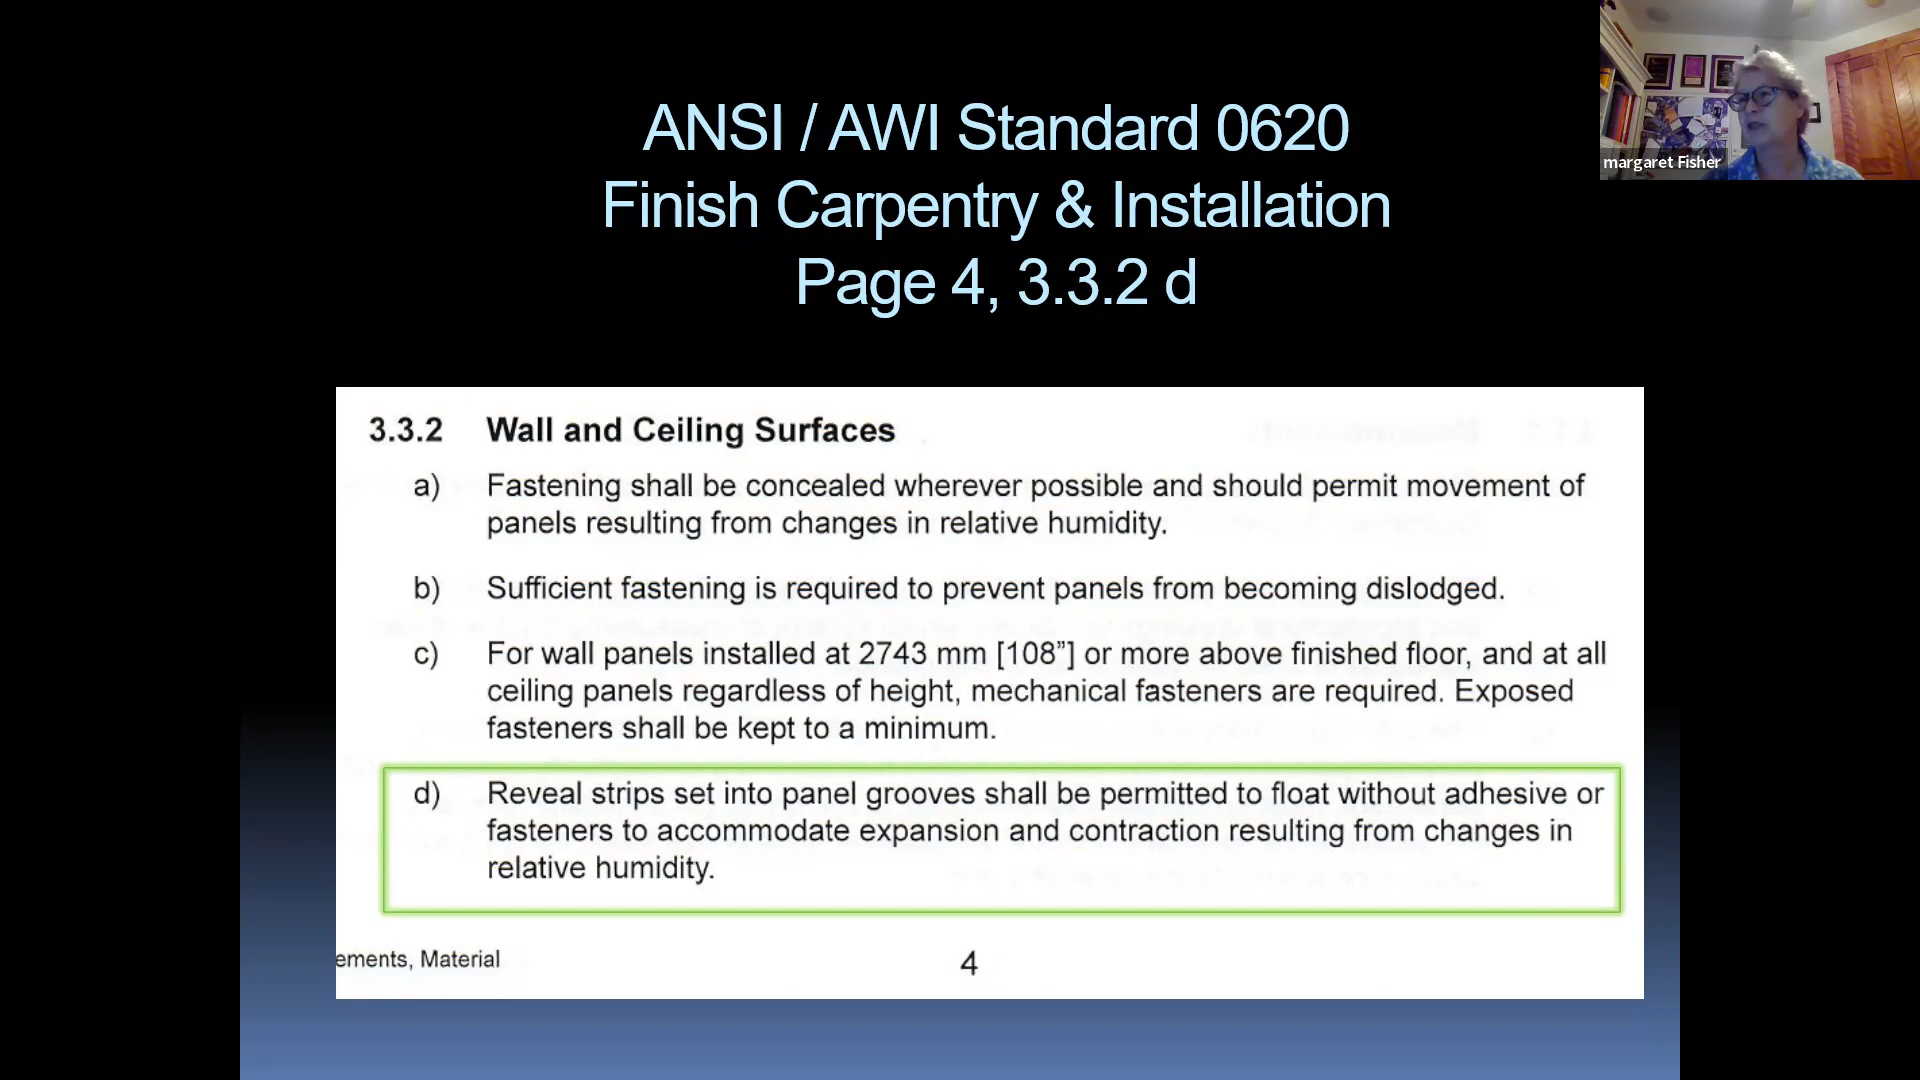 ANSI / AWI Standard 0620
Finish Carpentry & Installation
Page 4, 3.3.2 d
margaret Fisher
3.3.2 Wall and Ceiling Surfaces
a) Fastening shall be concealed wherever possible and should permit movement of
panels resulting from changes in relative humidity.
b) Sufficient fastening is required to prevent panels from becoming dislodged.
c) For wall panels installed at 2743 mm [108”] or more above finished floor, and at all
ceiling panels regardless of height, mechanical fasteners are required. Exposed
fasteners shall be kept to a minimum.
d) Reveal strips set into panel grooves shall be permitted to float without adhesive or
fasteners to accommodate expansion and contraction resulting from changes in
relative humidity.
ements, Material 4